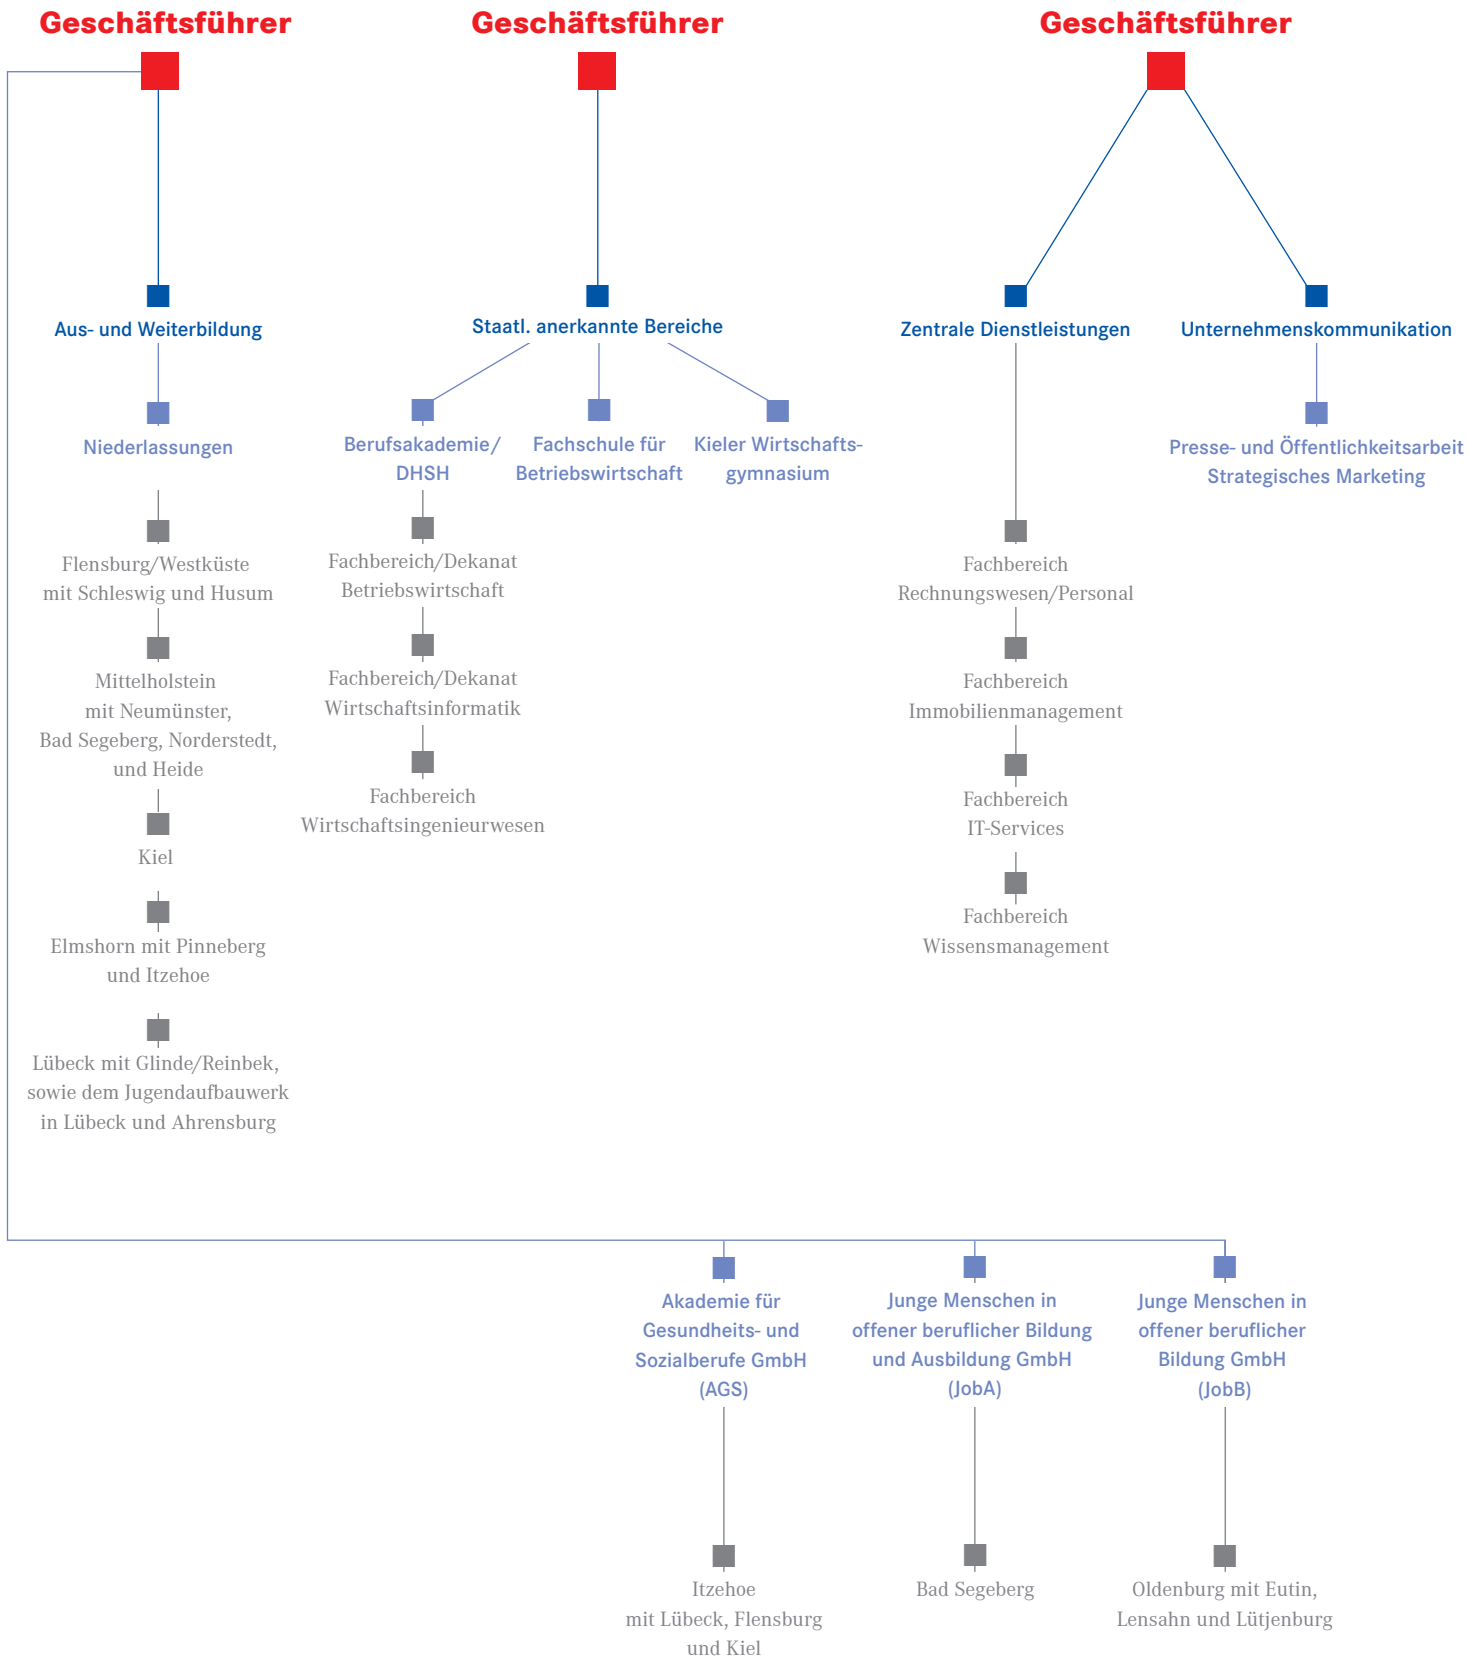 Geschäftsführer
Aus- und Weiterbildung
Niederlassungen
Flensburg/Westküste
mit Schleswig und Husum
Mittelholstein
mit Neumünster,
Bad Segeberg, Norderstedt,
und Heide
Kiel
Elmshorn mit Pinneberg
und Itzehoe
Lübeck mit Glinde/Reinbek,
sowie dem Jugendaufbauwerk
in Lübeck und Ahrensburg
Geschäftsführer
Staatl. anerkannte Bereiche
Berufsakademie/
DHSH
Fachbereich/Dekanat
Betriebswirtschaft
Fachbereich/Dekanat
Wirtschaftsinformatik
Fachbereich
Wirtschaftsingenieurwesen
Fachschule für
Betriebswirtschaft
Kieler Wirtschafts-
gymnasium
Geschäftsführer
Zentrale Dienstleistungen
Fachbereich
Rechnungswesen/Personal
Fachbereich
Immobilienmanagement
Fachbereich
IT-Services
Fachbereich
Wissensmanagement
Unternehmenskommunikation
Presse- und Öffentlichkeitsarbeit
Strategisches Marketing
Akademie für
Gesundheits- und
Sozialberufe GmbH
(AGS)
Itzehoe
mit Lübeck, Flensburg
und Kiel
Junge Menschen in
offener beruflicher Bildung
und Ausbildung GmbH
(JobA)
Bad Segeberg
Junge Menschen in
offener beruflicher
Bildung GmbH
(JobB)
Oldenburg mit Eutin,
Lensahn und Lütjenburg